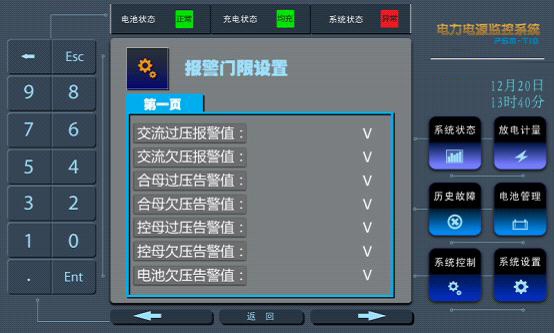 电池状态 正常 充电状态 均充 系统状态 异常
电力电源监控系统
PSM-T10
← Esc
9 8
7 6
5 4
3 2
1 0
. Ent
报警门限设置
第一页
交流过压报警值： V
交流欠压报警值： V
合母过压告警值： V
合母欠压告警值： V
控母过压告警值： V
控母欠压告警值： V
电池欠压告警值： V
返回
12月20日
13时40分
系统状态 放电计量
历史故障 电池管理
系统控制 系统设置